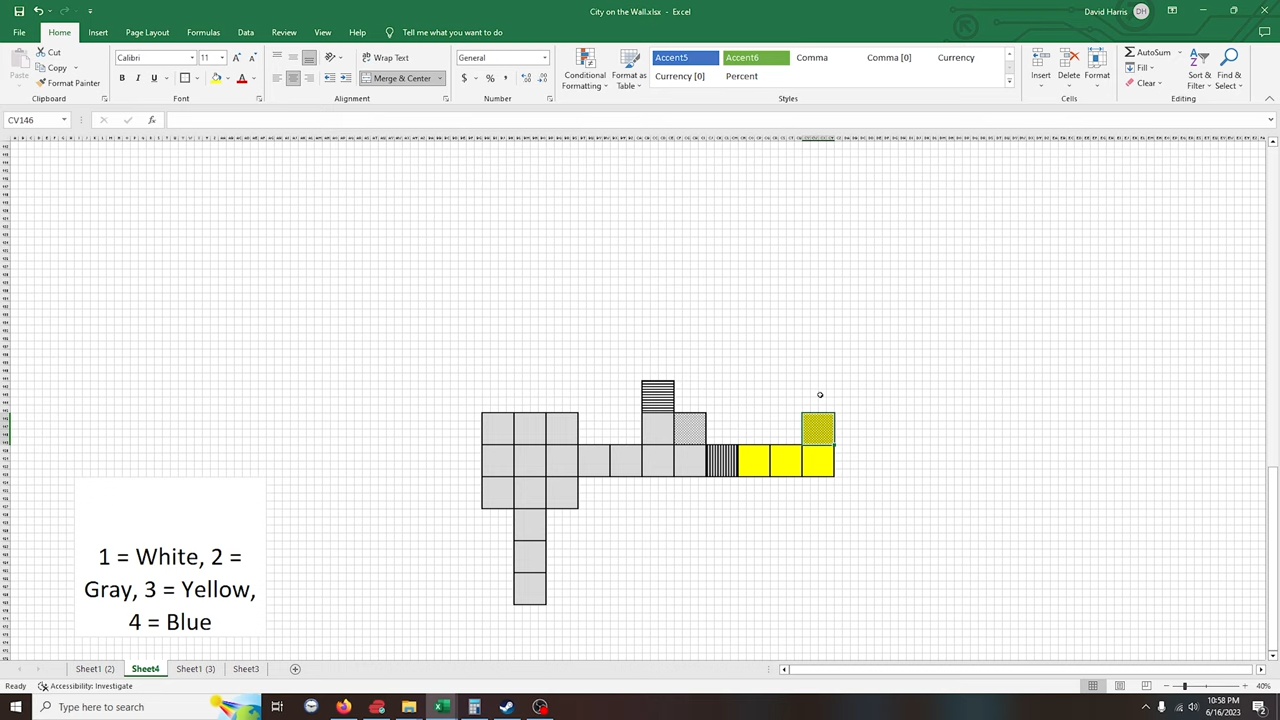 City on the Wall.xlsx - Excel
David Harris
DH
File Home Insert Page Layout Formulas Data Review View Help Tell me what you want to do
Paste
Cut
Copy
Format Painter
Clipboard
Calibri 11
B I U
Font
Wrap Text
Merge & Center
Alignment
General
$ % ,
Number
Conditional Formatting
Format as Table
Accent5 Accent6 Comma Comma [0] Currency
Currency [0] Percent
Styles
Insert Delete Format
Cells
AutoSum
Fill
Clear
Sort & Filter
Find & Select
Editing
CV146
fx
1 = White, 2 =
Gray, 3 = Yellow,
4 = Blue
Sheet1 (2) Sheet4 Sheet1 (3) Sheet3
Ready Accessibility: Investigate
40%
Type here to search
10:58 PM
6/16/2023
2